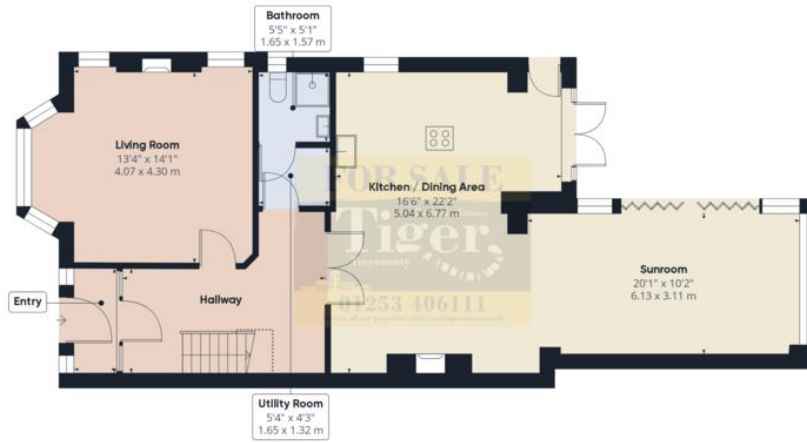 Bathroom
5'5" x 5'1"
1.65 x 1.57 m
Living Room
13'4" x 14'1"
4.07 x 4.30 m
FOR SALE
Kitchen / Dining Area
16'6" x 22'2"
5.04 x 6.77 m
Tiger
Sunroom
20'1" x 10'2"
6.13 x 3.11 m
Entry
Hallway
01253 406111
Utility Room
5'4" x 4'3"
1.65 x 1.32 m